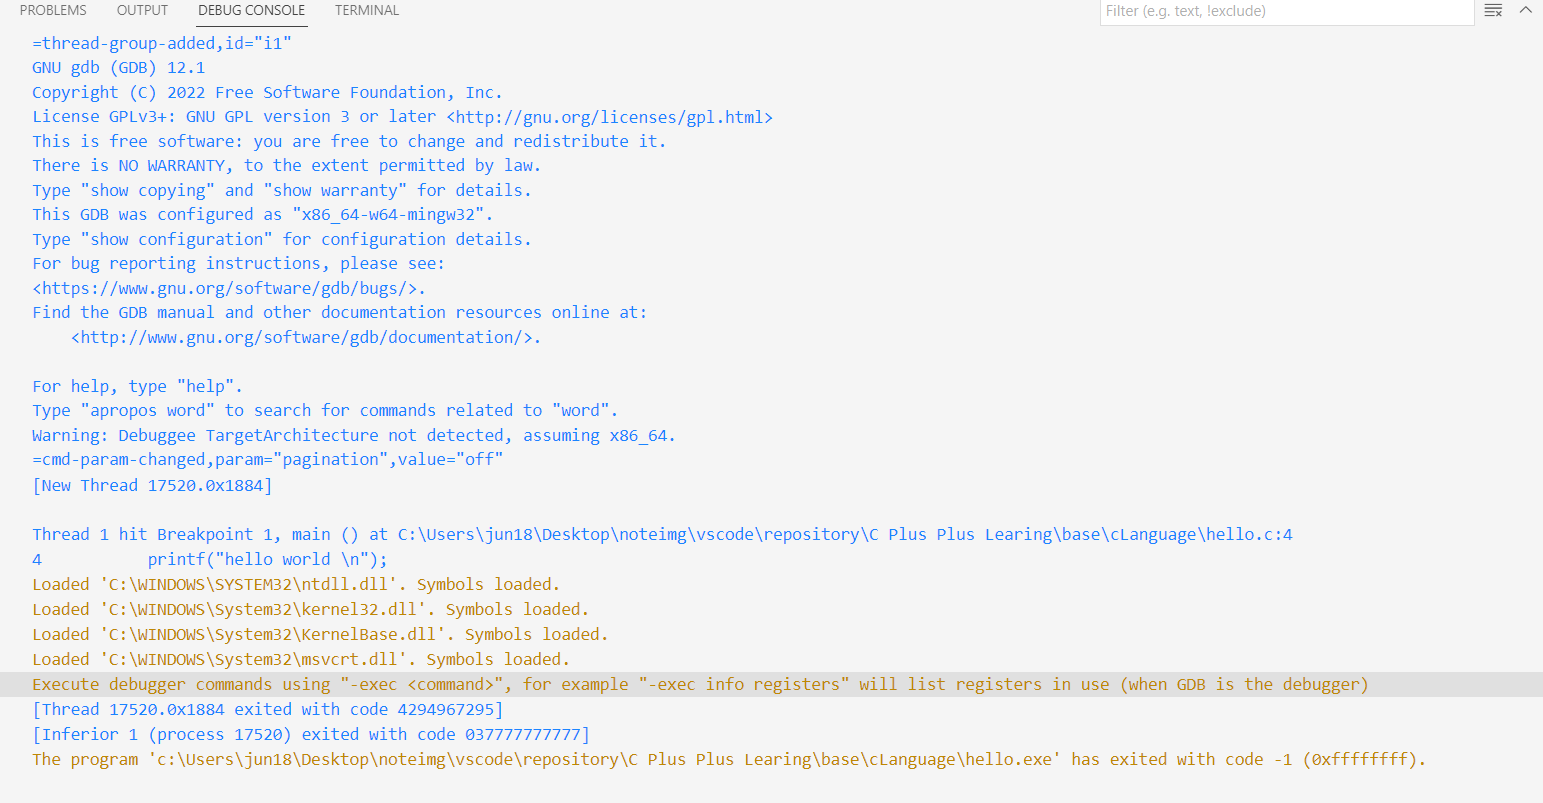 PROBLEMS OUTPUT DEBUG CONSOLE TERMINAL Filter (e.g. text, !exclude)
=thread-group-added,id="i1"
GNU gdb (GDB) 12.1
Copyright (C) 2022 Free Software Foundation, Inc.
License GPLv3+: GNU GPL version 3 or later <http://gnu.org/licenses/gpl.html>
This is free software: you are free to change and redistribute it.
There is NO WARRANTY, to the extent permitted by law.
Type "show copying" and "show warranty" for details.
This GDB was configured as "x86_64-w64-mingw32".
Type "show configuration" for configuration details.
For bug reporting instructions, please see:
<https://www.gnu.org/software/gdb/bugs/>.
Find the GDB manual and other documentation resources online at:
    <http://www.gnu.org/software/gdb/documentation/>.
For help, type "help".
Type "apropos word" to search for commands related to "word".
Warning: Debuggee TargetArchitecture not detected, assuming x86_64.
=cmd-param-changed,param="pagination",value="off"
[New Thread 17520.0x1884]
Thread 1 hit Breakpoint 1, main () at C:\Users\jun18\Desktop\noteimg\vscode\repository\C Plus Plus Learing\base\cLanguage\hello.c:4
4           printf("hello world \n");
Loaded 'C:\WINDOWS\SYSTEM32\ntdll.dll'. Symbols loaded.
Loaded 'C:\WINDOWS\System32\kernel32.dll'. Symbols loaded.
Loaded 'C:\WINDOWS\System32\KernelBase.dll'. Symbols loaded.
Loaded 'C:\WINDOWS\System32\msvcrt.dll'. Symbols loaded.
Execute debugger commands using "-exec <command>", for example "-exec info registers" will list registers in use (when GDB is the debugger)
[Thread 17520.0x1884 exited with code 4294967295]
[Inferior 1 (process 17520) exited with code 037777777777]
The program 'c:\Users\jun18\Desktop\noteimg\vscode\repository\C Plus Plus Learing\base\cLanguage\hello.exe' has exited with code -1 (0xffffffff).